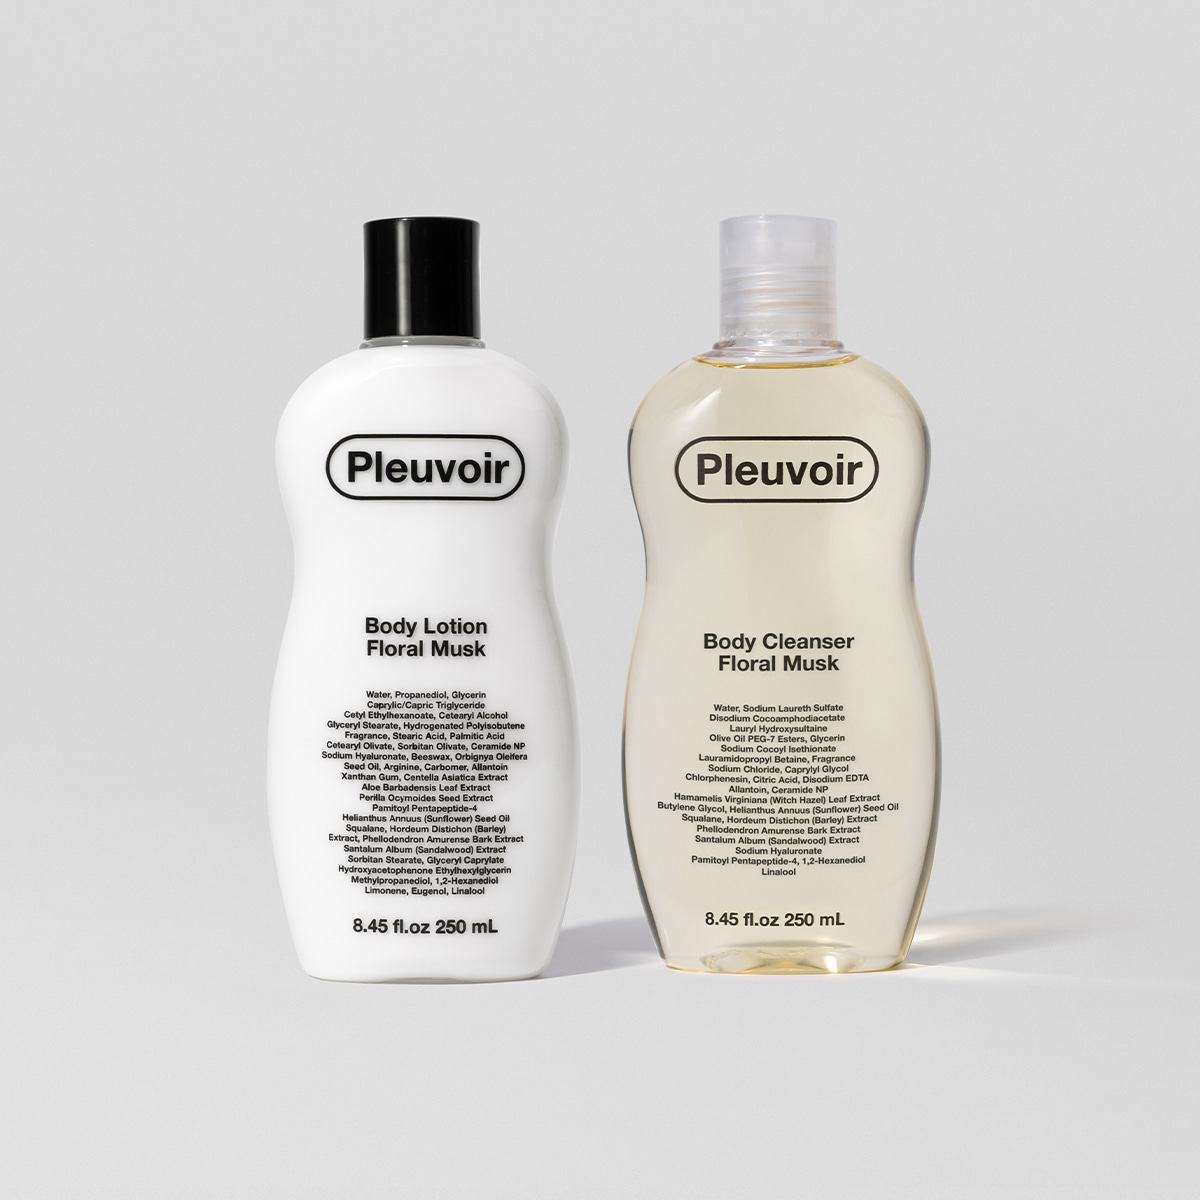 Pleuvoir
Body Lotion
Floral Musk
Water, Propanediol, Glycerin
Caprylic/Capric Triglyceride
Cetyl Ethylhexanoate, Cetearyl Alcohol
Glyceryl Stearate, Hydrogenated Polyisobutene
Fragrance, Stearic Acid, Palmitic Acid
Cetearyl Olivate, Sorbitan Olivate, Ceramide NP
Sodium Hyaluronate, Beeswax, Orbignya Oleifera
Seed Oil, Arginine, Carbomer, Allantoin
Xanthan Gum, Centella Asiatica Extract
Aloe Barbadensis Leaf Extract
Perilla Ocymoides Seed Extract
Pamitoyl Pentapeptide-4
Helianthus Annuus (Sunflower) Seed Oil
Squalane, Hordeum Distichon (Barley)
Extract, Phellodendron Amurense Bark Extract
Santalum Album (Sandalwood) Extract
Sorbitan Stearate, Glyceryl Caprylate
Hydroxyacetophenone Ethylhexylglycerin
Methylpropanediol, 1,2-Hexanediol
Limonene, Eugenol, Linalool
8.45 fl.oz 250 mL
Pleuvoir
Body Cleanser
Floral Musk
Water, Sodium Laureth Sulfate
Disodium Cocoamphodiacetate
Lauryl Hydroxysultaine
Olive Oil PEG-7 Esters, Glycerin
Sodium Cocoyl Isethionate
Lauramidopropyl Betaine, Fragrance
Sodium Chloride, Caprylyl Glycol
Chlorphenesin, Citric Acid, Disodium EDTA
Allantoin, Ceramide NP
Hamamelis Virginiana (Witch Hazel) Leaf Extract
Butylene Glycol, Helianthus Annuus (Sunflower) Seed Oil
Squalane, Hordeum Distichon (Barley) Extract
Phellodendron Amurense Bark Extract
Santalum Album (Sandalwood) Extract
Sodium Hyaluronate
Pamitoyl Pentapeptide-4, 1,2-Hexanediol
Linalool
8.45 fl.oz 250 mL